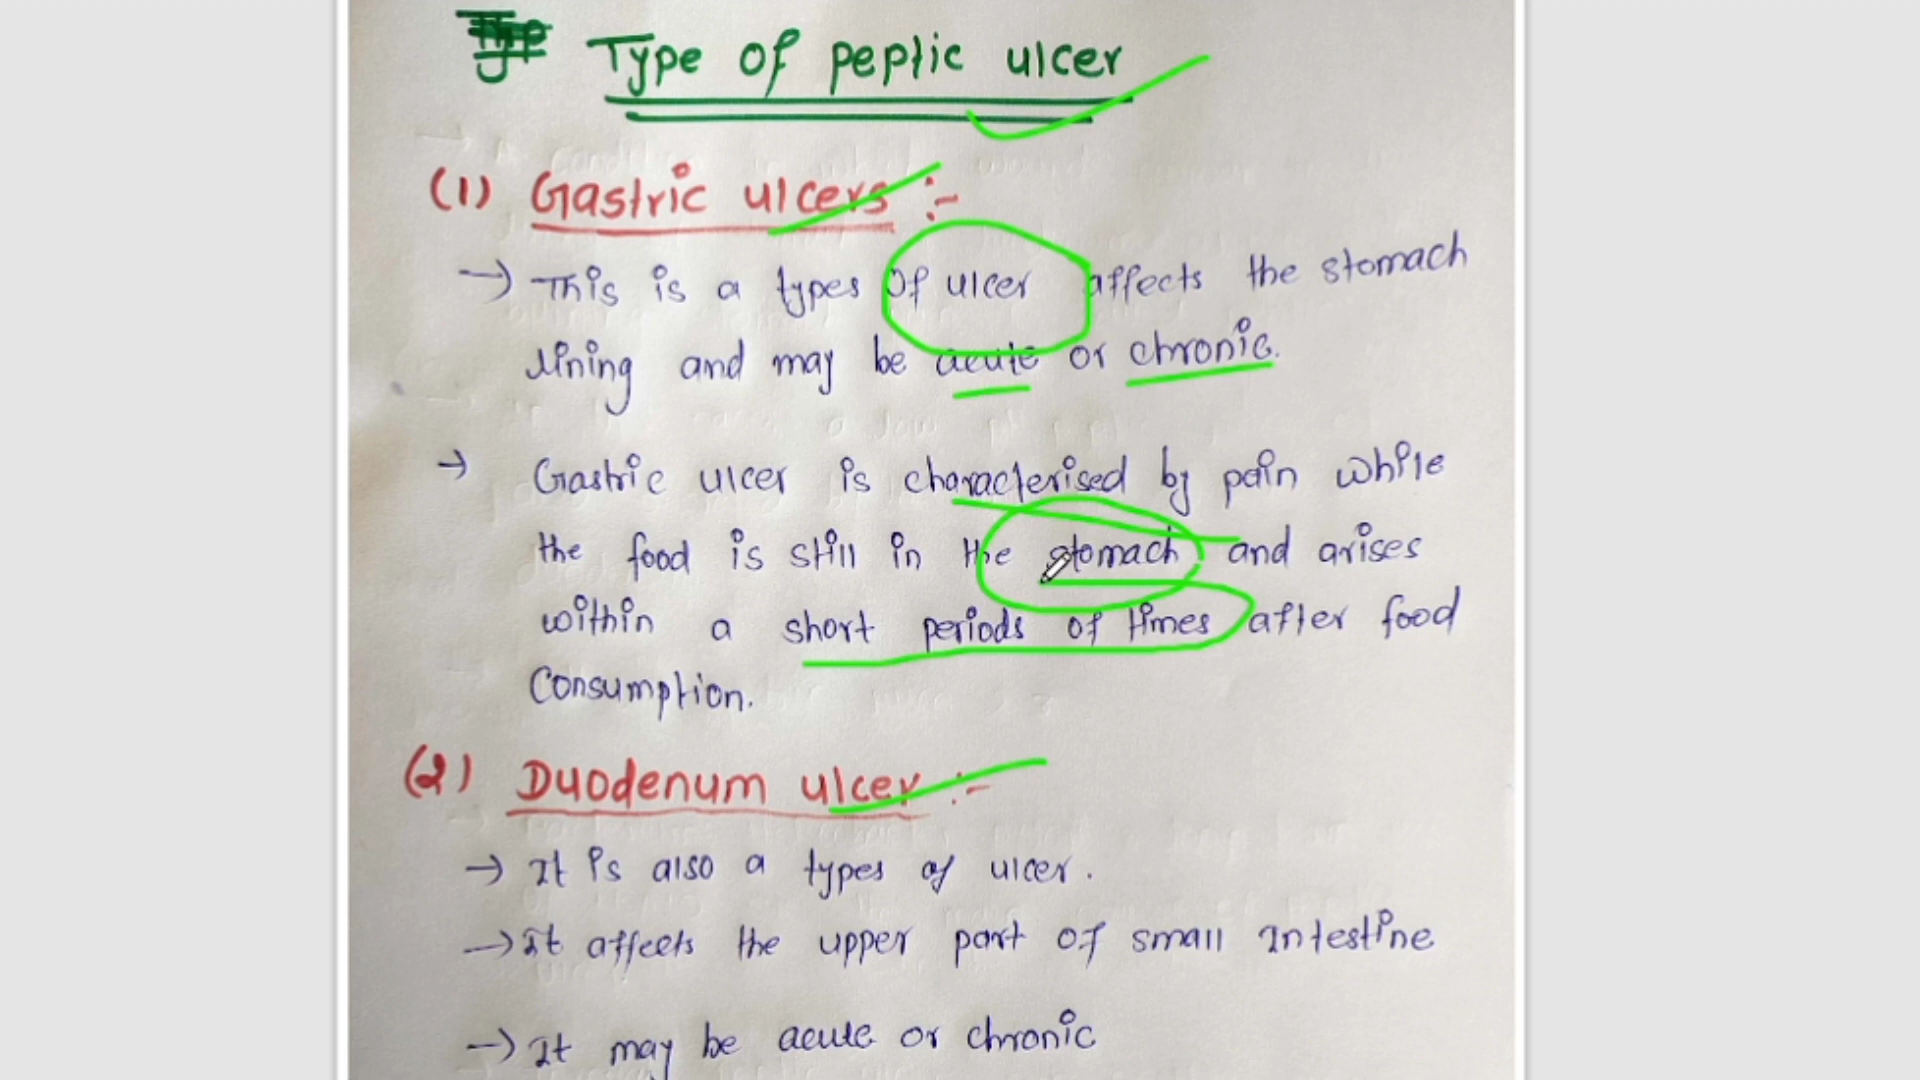 Type of peptic ulcer
(1) Gastric ulcers :-
→ This is a types of ulcer affects the stomach
lining and may be acute or chronic.
→ Gastric ulcer is characterised by pain while
the food is still in the stomach and arises
within a short periods of times after food
Consumption.
(2) Duodenum ulcer :-
→ It is also a types of ulcer.
→ it affects the upper part of small Intestine
→ It may be acute or chronic